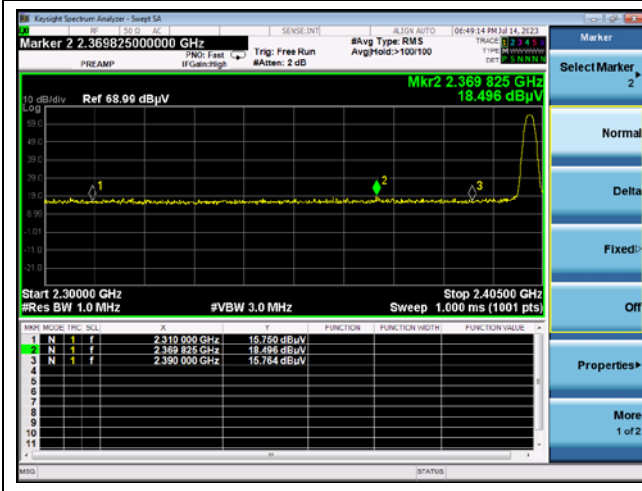 Keysight Spectrum Analyzer - Swept SA
RF 50 Ω AC SENSE:INT ALIGN AUTO 06:49:14 PM Jul 14, 2023
Marker 2 2.369825000000 GHz
PREAMP
PNO: Fast
IFGain:High
Trig: Free Run
#Atten: 2 dB
#Avg Type: RMS
Avg|Hold:>100/100
TRACE 1 2 3 4 5 6
TYPE M
DET P S N N N N
Marker
Select Marker
2
Normal
Delta
Fixed
Off
Properties
More
1 of 2
Mkr2 2.369 825 GHz
18.496 dBµV
10 dB/div Ref 68.99 dBµV
Log
59.0
49.0
39.0
29.0
19.0
8.99
-1.01
-11.0
-21.0
1
2
3
Start 2.30000 GHz Stop 2.40500 GHz
#Res BW 1.0 MHz #VBW 3.0 MHz Sweep 1.000 ms (1001 pts)
MKR MODE TRC SCL X Y FUNCTION FUNCTION WIDTH FUNCTION VALUE
1 N 1 f 2.310 000 GHz 15.750 dBµV
2 N 1 f 2.369 825 GHz 18.496 dBµV
3 N 1 f 2.390 000 GHz 15.764 dBµV
4
5
6
7
8
9
10
11
MSG STATUS